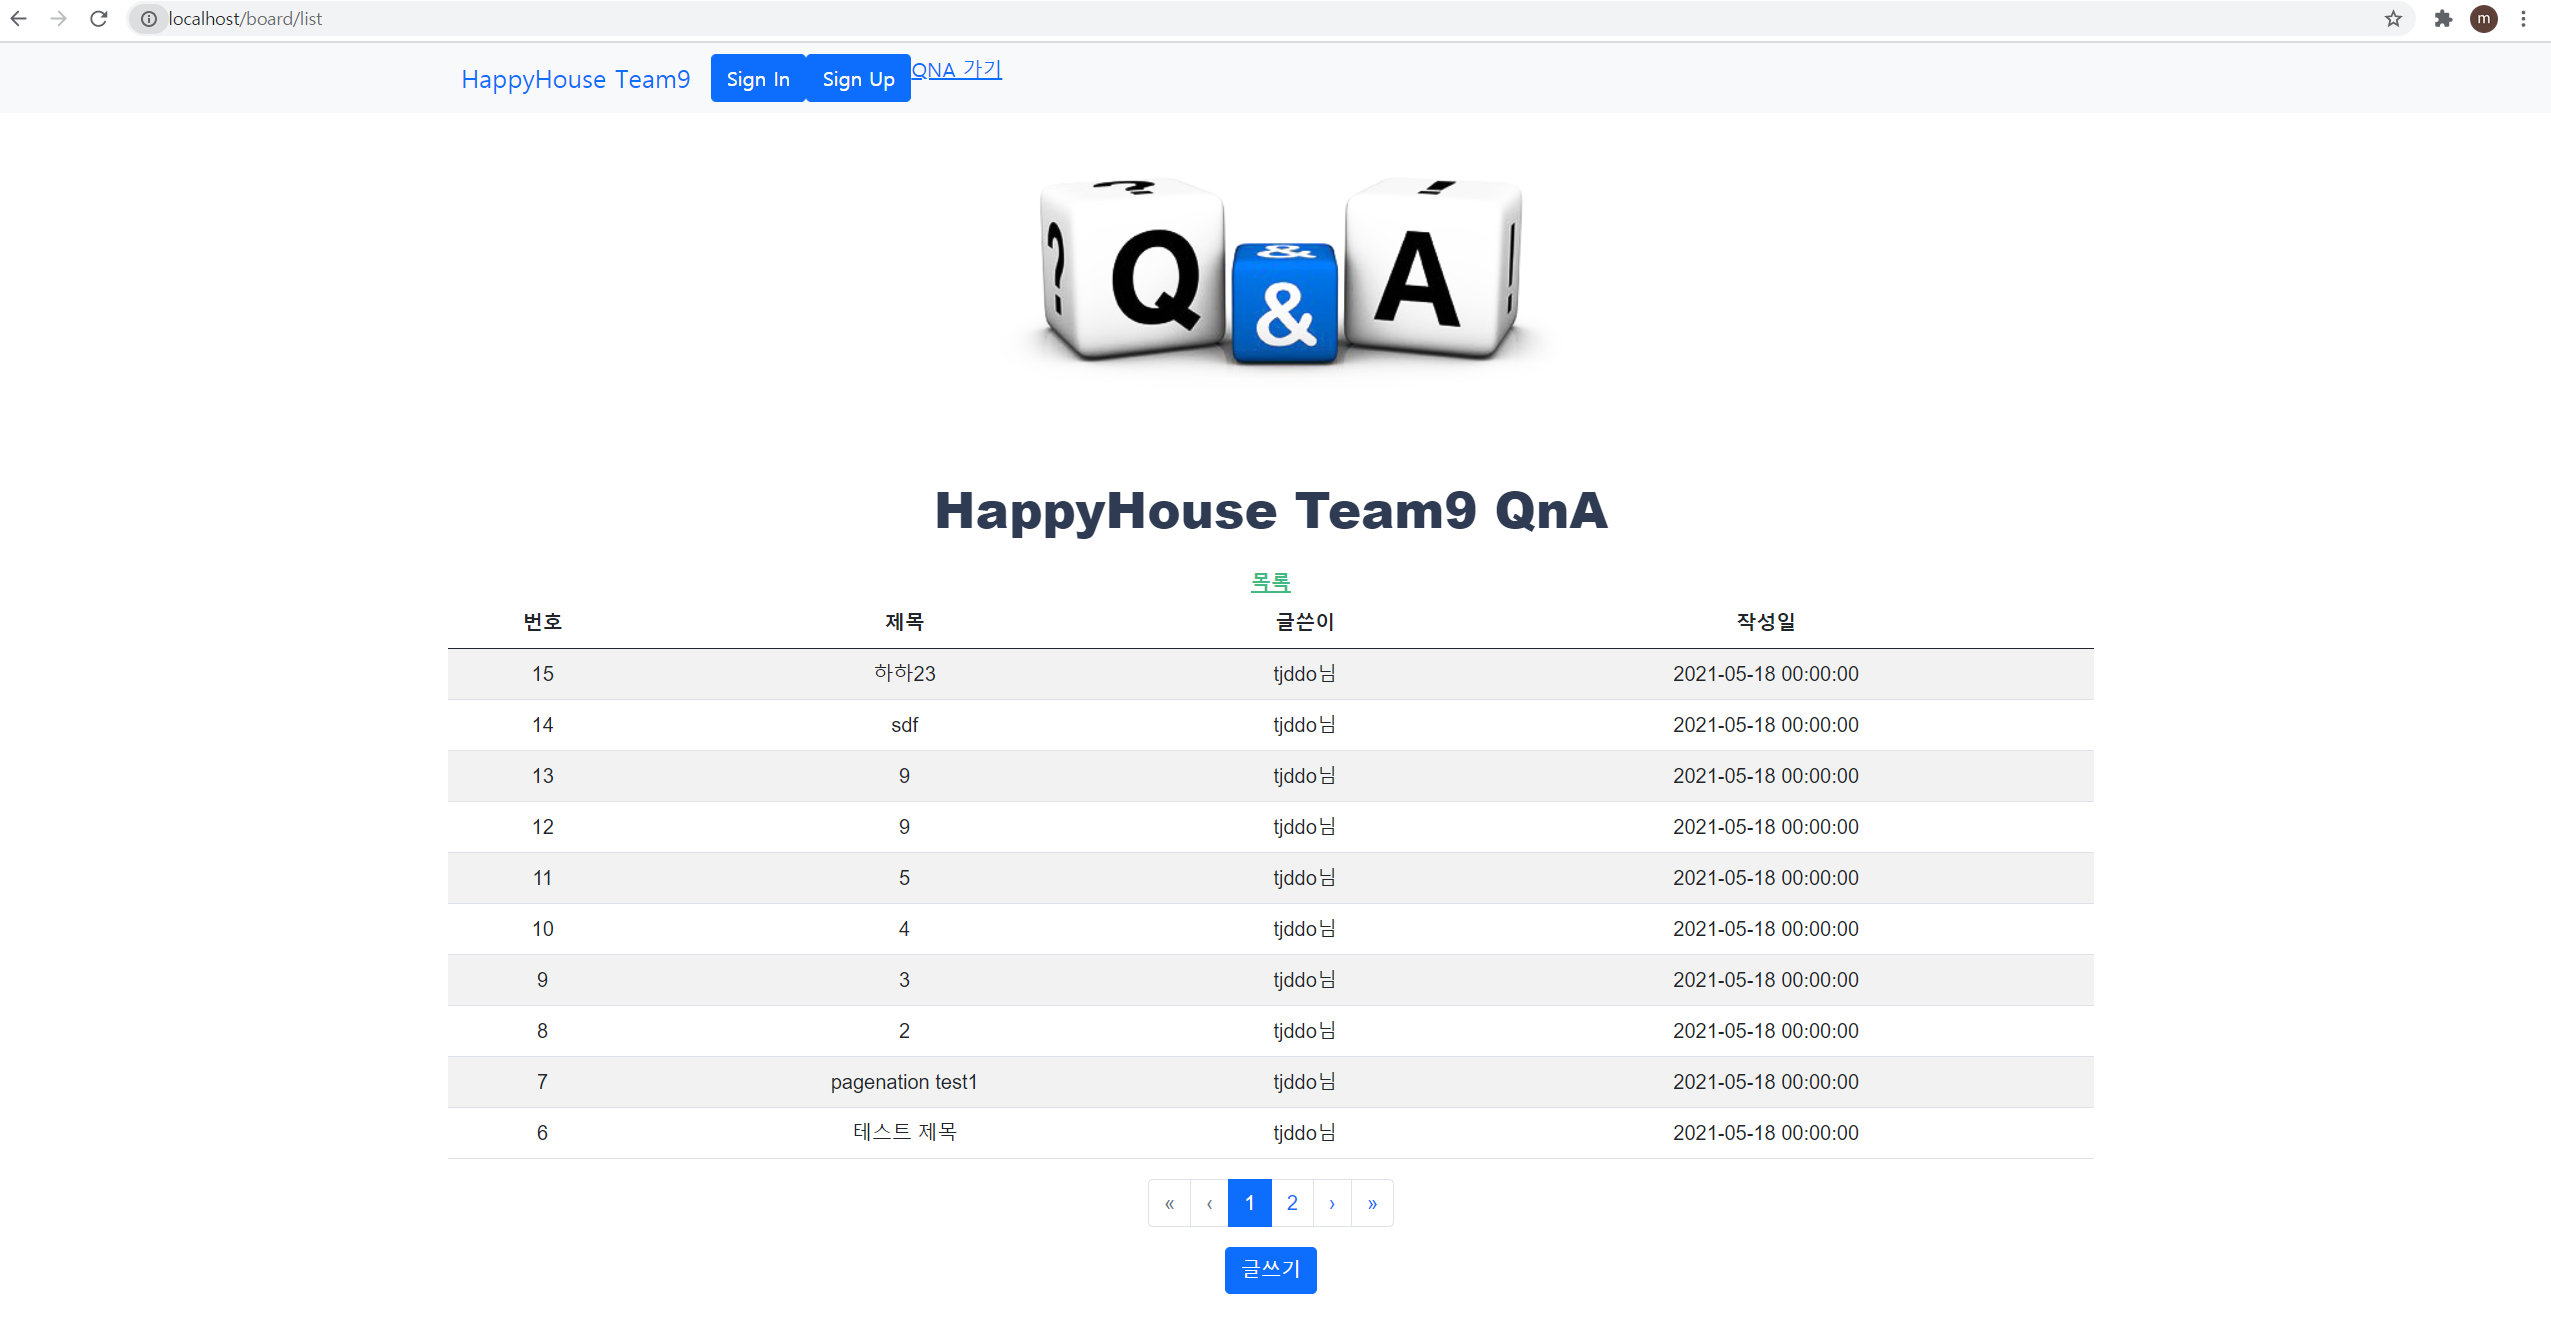 localhost/board/list
m
HappyHouse Team9 Sign In Sign Up QNA 가기
? ? Q & & A ! !
HappyHouse Team9 QnA
목록
번호 제목 글쓴이 작성일
15 하하23 tjddo님 2021-05-18 00:00:00
14 sdf tjddo님 2021-05-18 00:00:00
13 9 tjddo님 2021-05-18 00:00:00
12 9 tjddo님 2021-05-18 00:00:00
11 5 tjddo님 2021-05-18 00:00:00
10 4 tjddo님 2021-05-18 00:00:00
9 3 tjddo님 2021-05-18 00:00:00
8 2 tjddo님 2021-05-18 00:00:00
7 pagenation test1 tjddo님 2021-05-18 00:00:00
6 테스트 제목 tjddo님 2021-05-18 00:00:00
« ‹ 1 2 › »
글쓰기